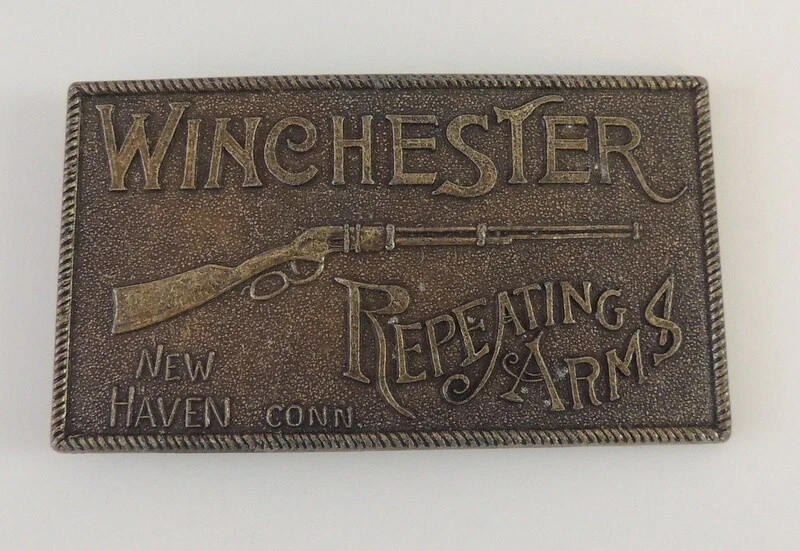 WINCHESTER
REPEATING
ARMS
NEW
HAVEN CONN.